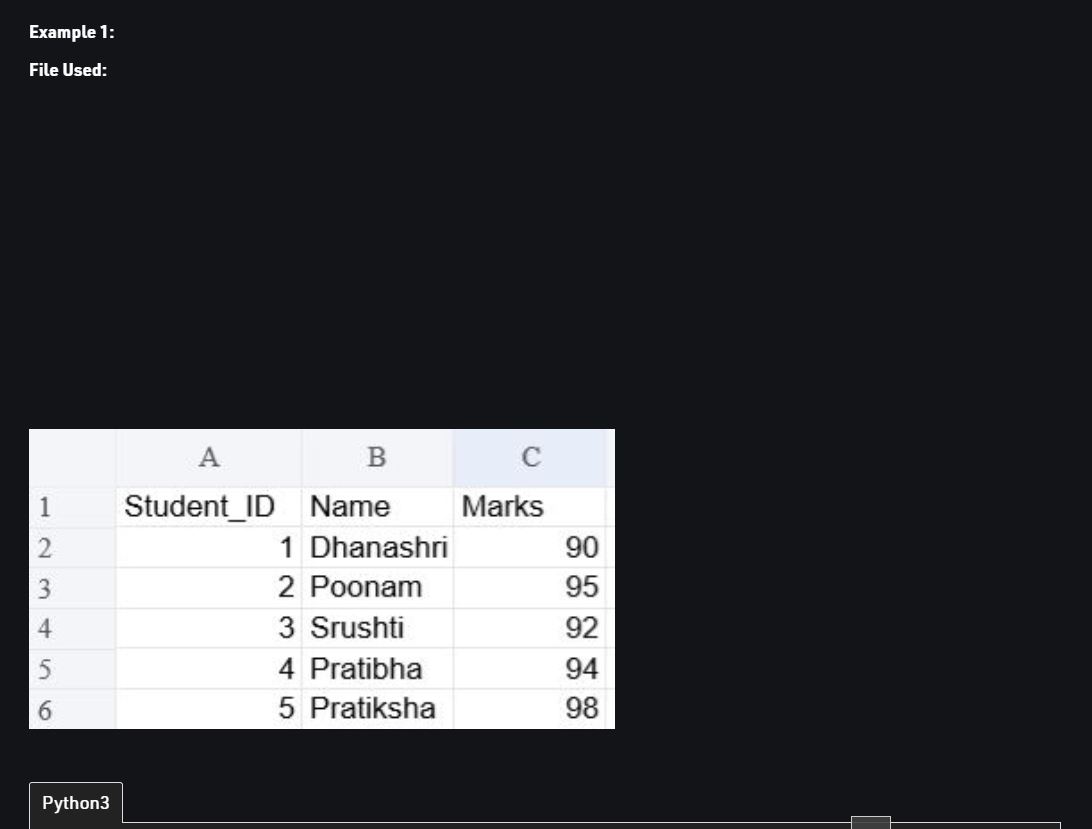 Example 1:
File Used:
A B C
1 Student_ID Name Marks
2 1 Dhanashri 90
3 2 Poonam 95
4 3 Srushti 92
5 4 Pratibha 94
6 5 Pratiksha 98
Python3